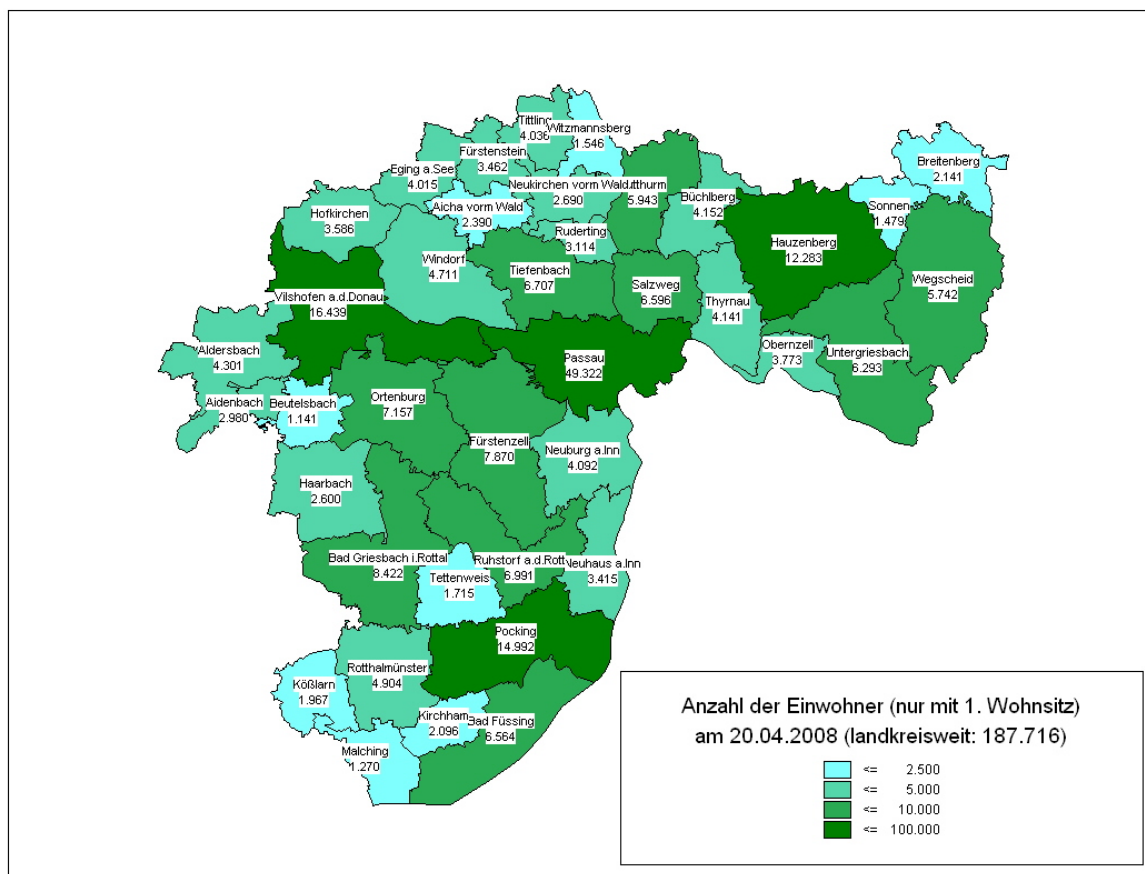 Tittling
4.036
Witzmannsberg
1.546
Fürstenstein
3.462
Eging a.See
4.015
Neukirchen vorm Wald
2.690
utthurm
5.943
Büchlberg
4.152
Breitenberg
2.141
Sonnen
1.479
Aicha vorm Wald
2.390
Hofkirchen
3.586
Ruderting
3.114
Hauzenberg
12.283
Windorf
4.711
Tiefenbach
6.707
Salzweg
6.596
Wegscheid
5.742
Vilshofen a.d.Donau
16.439
Thyrnau
4.141
Aldersbach
4.301
Passau
49.322
Obernzell
3.773
Untergriesbach
6.293
Aidenbach
2.980
Beutelsbach
1.141
Ortenburg
7.157
Fürstenzell
7.870
Neuburg a.Inn
4.092
Haarbach
2.600
Bad Griesbach i.Rottal
8.422
Tettenweis
1.715
Ruhstorf a.d.Rott
6.991
Neuhaus a.Inn
3.415
Pocking
14.992
Rotthalmünster
4.904
Kößlarn
1.967
Kirchham
2.096
Bad Füssing
6.564
Malching
1.270
Anzahl der Einwohner (nur mit 1. Wohnsitz)
am 20.04.2008 (landkreisweit: 187.716)
<= 2.500
<= 5.000
<= 10.000
<= 100.000